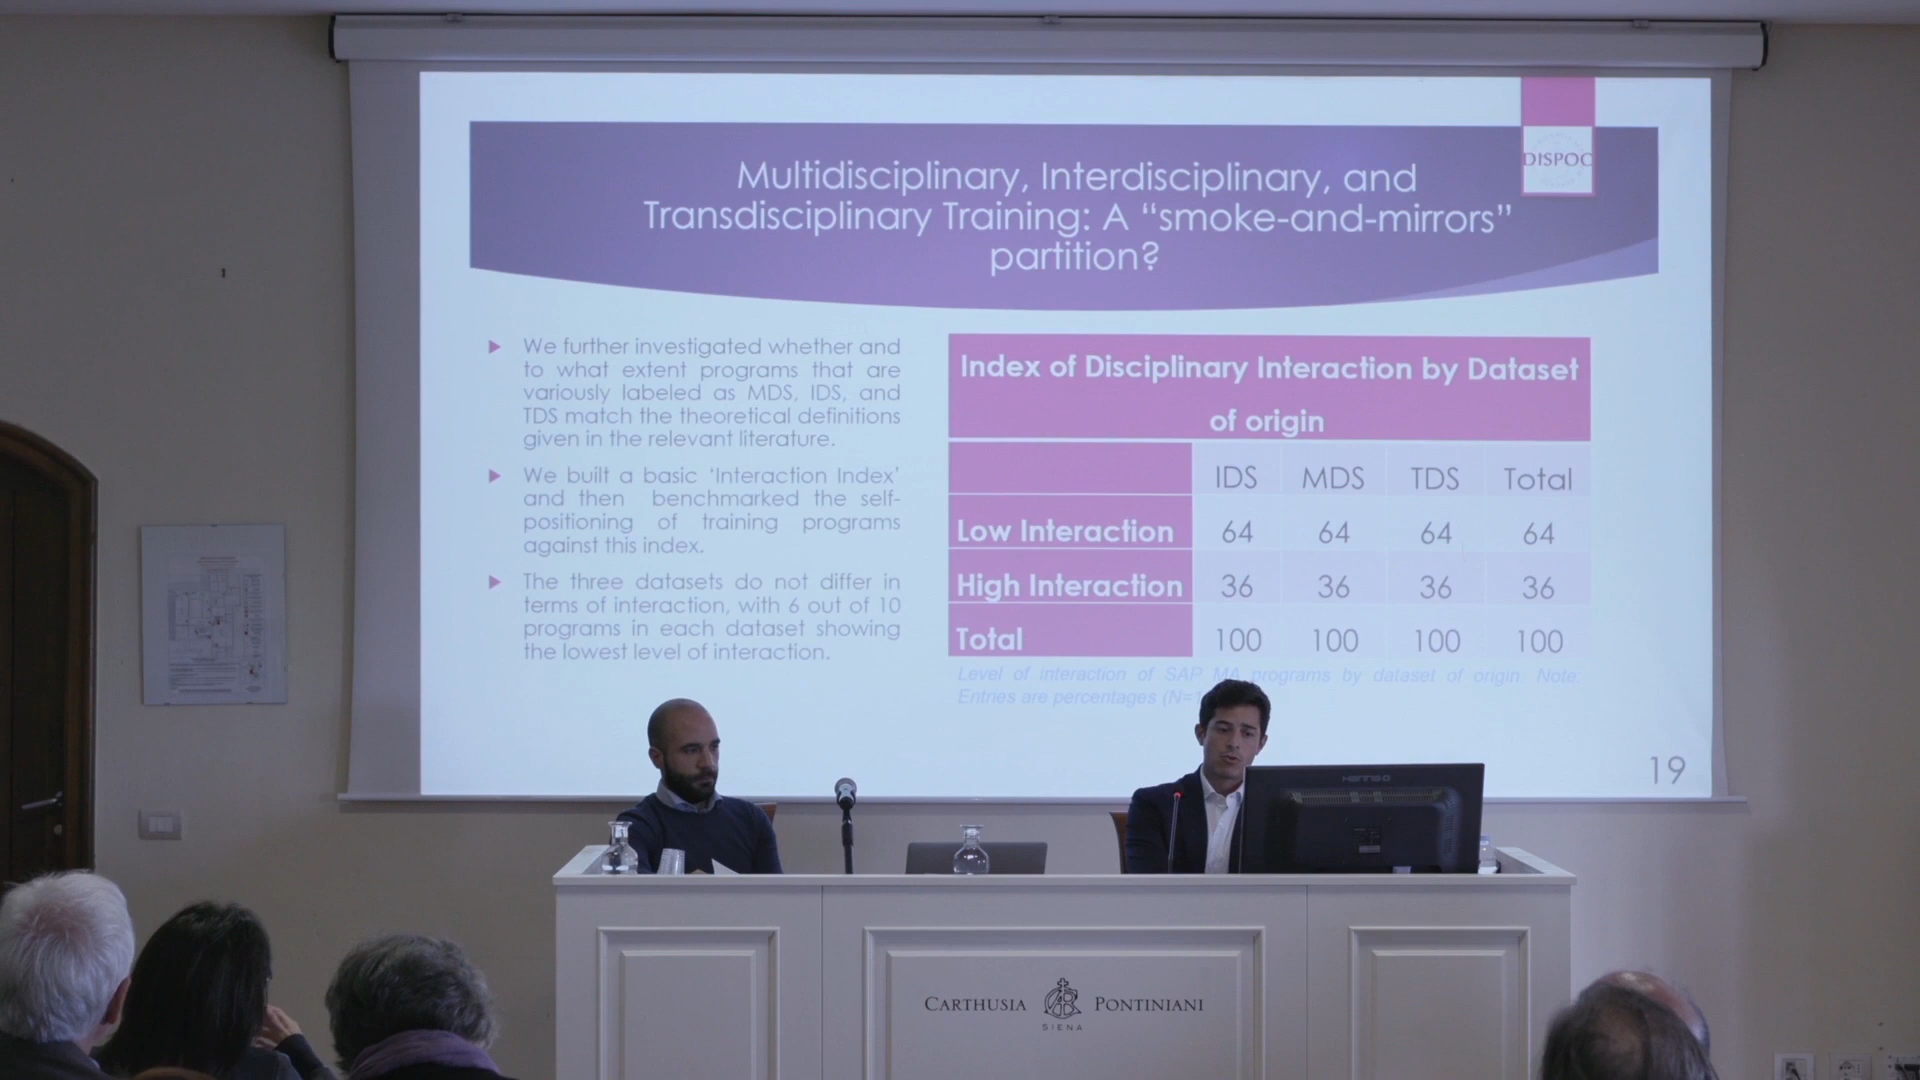 DISPOC
Multidisciplinary, Interdisciplinary, and
Transdisciplinary Training: A “smoke-and-mirrors”
partition?
We further investigated whether and
to what extent programs that are
variously labeled as MDS, IDS, and
TDS match the theoretical definitions
given in the relevant literature.
We built a basic ‘Interaction Index’
and then benchmarked the self-
positioning of training programs
against this index.
The three datasets do not differ in
terms of interaction, with 6 out of 10
programs in each dataset showing
the lowest level of interaction.
Index of Disciplinary Interaction by Dataset
of origin
IDS MDS TDS Total
Low Interaction 64 64 64 64
High Interaction 36 36 36 36
Total 100 100 100 100
Level of interaction of SAP MA programs by dataset of origin. Note:
Entries are percentages (N=
19
CARTHUSIA PONTINIANI
SIENA